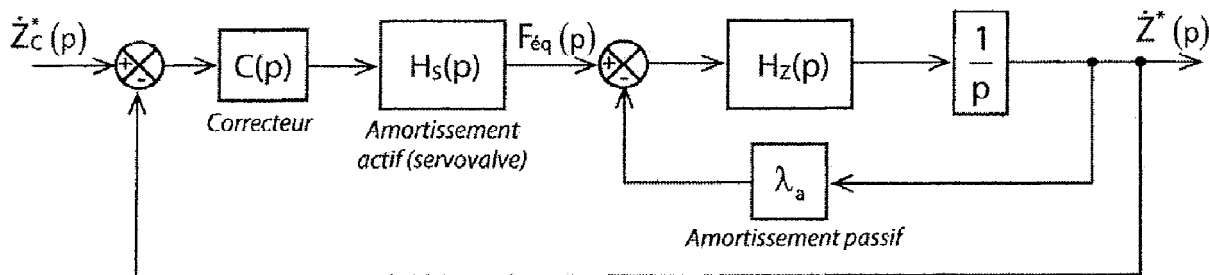 Ż*c(p)
+
-
C(p)
Correcteur
Hs(p)
Amortissement
actif (servovalve)
Féq(p)
+
-
Hz(p)
1
p
Ż*(p)
λa
Amortissement passif